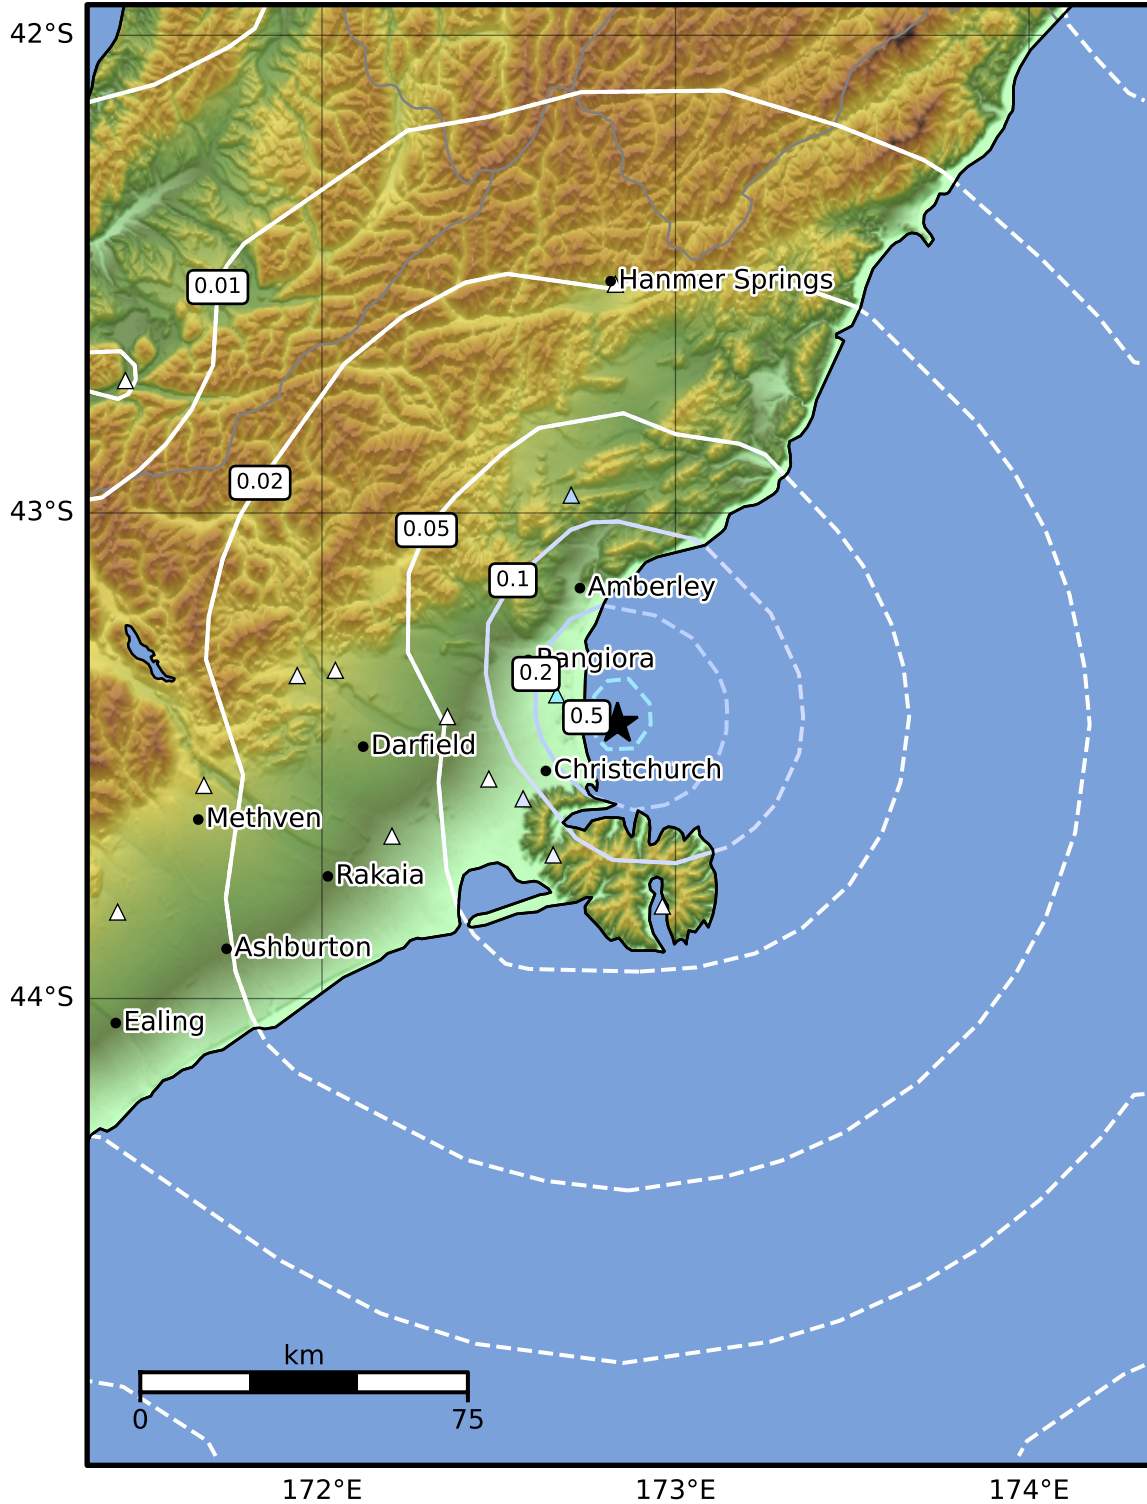 42°S
Hanmer Springs
0.01
0.02
43°S
0.05
0.1
Amberley
Rangiora
0.2
0.5
Darfield
Christchurch
Methven
Rakaia
Ashburton
44°S
Ealing
km
0 75
172°E 173°E 174°E